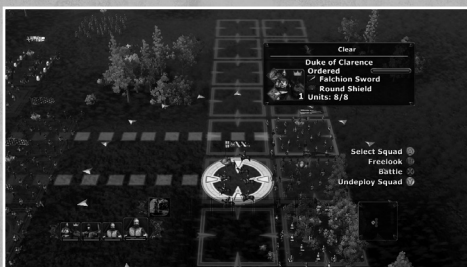 Clear
Duke of Clarence
Ordered
Falchion Sword
Round Shield
1 Units: 8/8
Select Squad
Freelook
Battle
Undeploy Squad